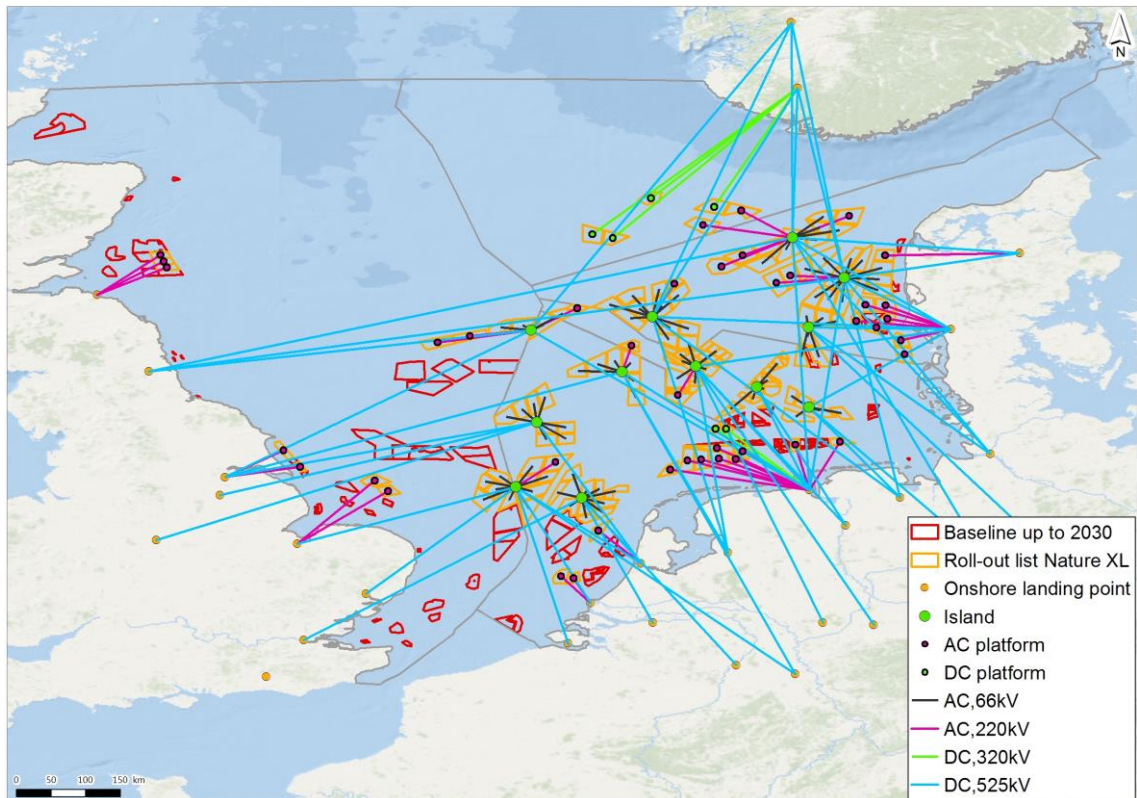 N
Baseline up to 2030
Roll-out list Nature XL
Onshore landing point
Island
AC platform
DC platform
AC,66kV
AC,220kV
DC,320kV
DC,525kV
0 50 100 150 km